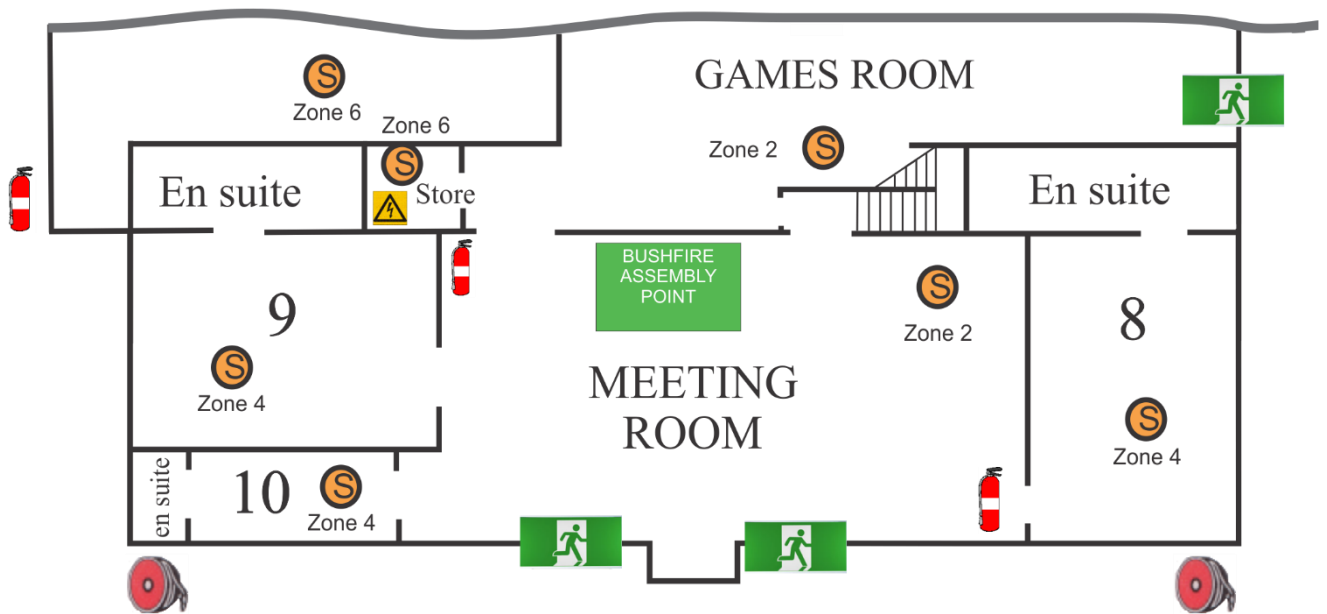 GAMES ROOM
S
Zone 6
Zone 6
S
Zone 2
S
En suite
Store
En suite
BUSHFIRE
ASSEMBLY
POINT
S
Zone 2
9
8
S
Zone 4
MEETING
ROOM
S
Zone 4
en suite
10
S
Zone 4